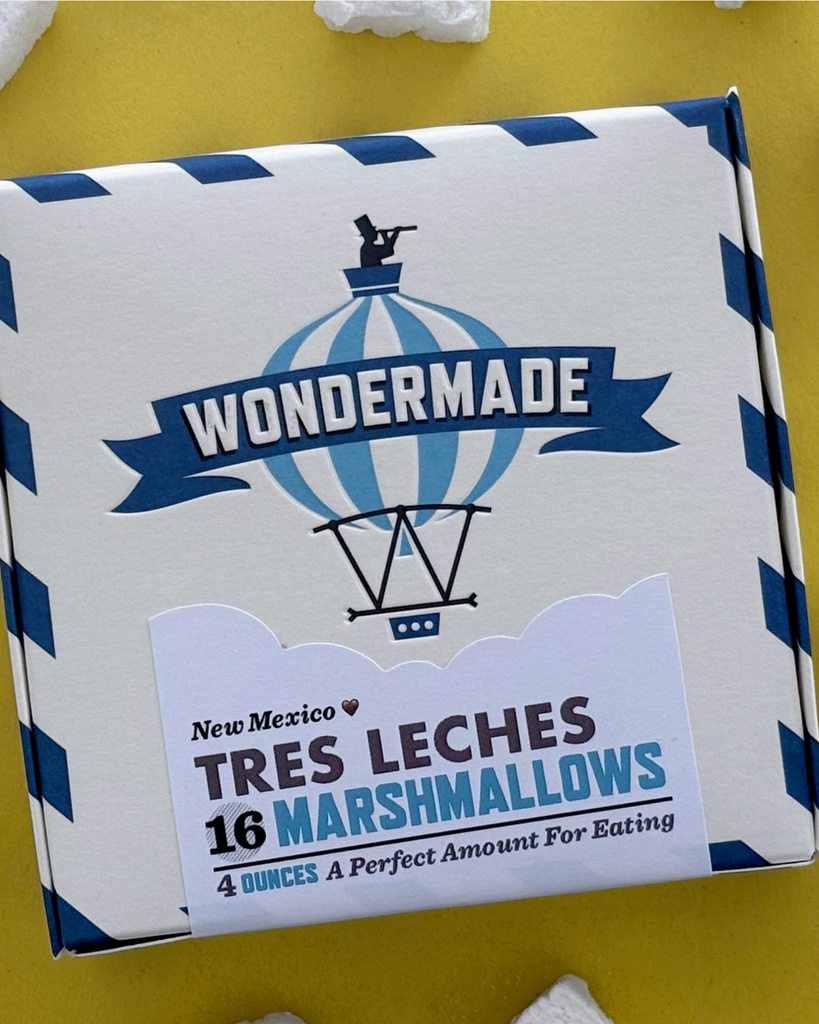 WONDERMADE
New Mexico 🤎
TRES LECHES
16 MARSHMALLOWS
4 OUNCES A Perfect Amount For Eating